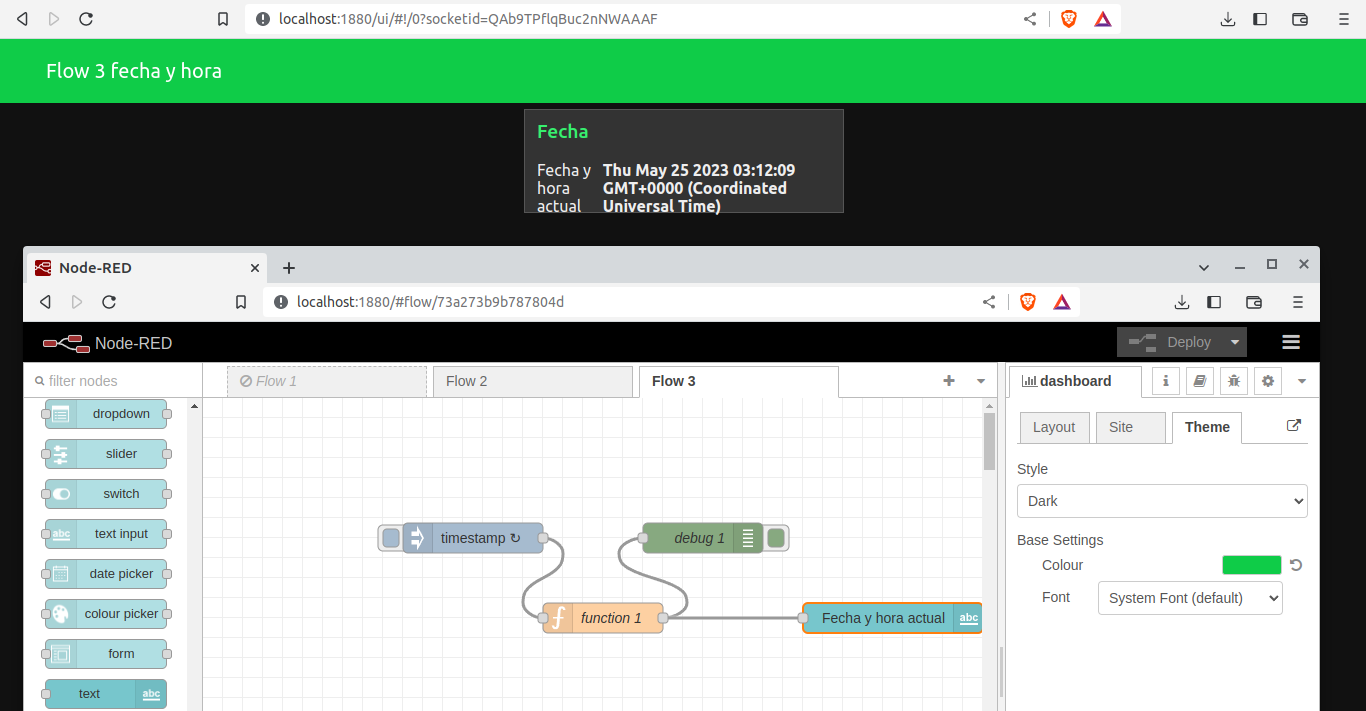 localhost:1880/ui/#!/0?socketid=QAb9TPflqBuc2nNWAAAF
Flow 3 fecha y hora
Fecha
Fecha y hora actual
Thu May 25 2023 03:12:09
GMT+0000 (Coordinated
Universal Time)
Node-RED
localhost:1880/#flow/73a273b9b787804d
Node-RED
Deploy
filter nodes
Flow 1
Flow 2
Flow 3
dashboard
i
dropdown
slider
switch
abc text input
date picker
colour picker
form
text abc
timestamp ↻
debug 1
f function 1
Fecha y hora actual abc
Layout
Site
Theme
Style
Dark
Base Settings
Colour
Font
System Font (default)